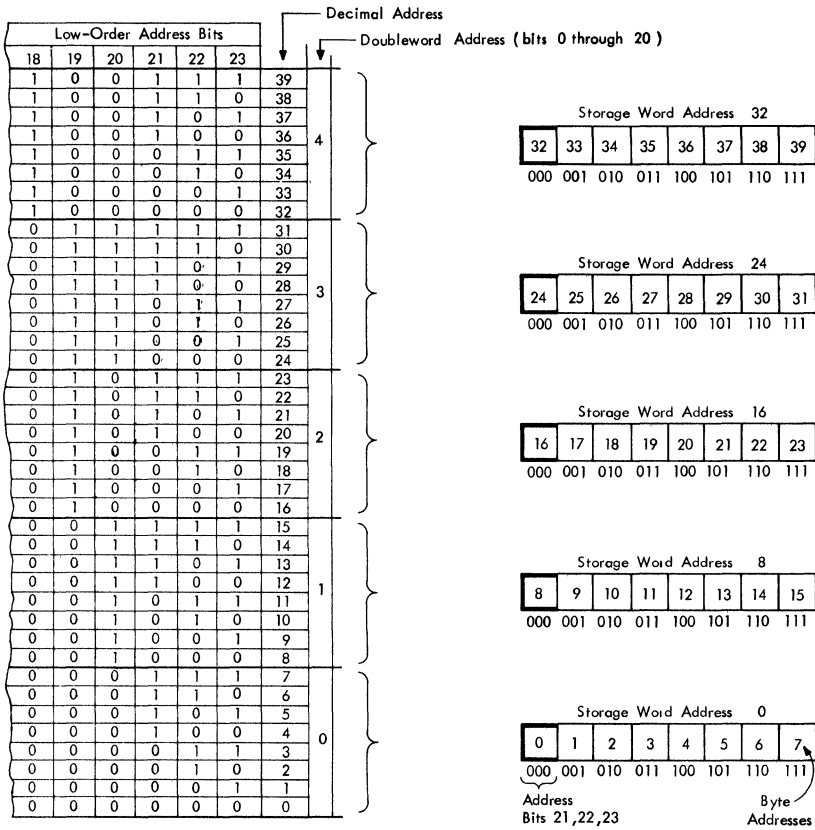 Decimal Address
Low-Order Address Bits
Doubleword Address (bits 0 through 20)
18 19 20 21 22 23
1 0 0 1 1 1 39
1 0 0 1 1 0 38
1 0 0 1 0 1 37
1 0 0 1 0 0 36
4
1 0 0 0 1 1 35
1 0 0 0 1 0 34
1 0 0 0 0 1 33
1 0 0 0 0 0 32
Storage Word Address 32
32 33 34 35 36 37 38 39
000 001 010 011 100 101 110 111
0 1 1 1 1 1 31
0 1 1 1 1 0 30
0 1 1 1 0 1 29
0 1 1 1 0 0 28
3
0 1 1 0 1 1 27
0 1 1 0 1 0 26
0 1 1 0 0 1 25
0 1 1 0 0 0 24
Storage Word Address 24
24 25 26 27 28 29 30 31
000 001 010 011 100 101 110 111
0 1 0 1 1 1 23
0 1 0 1 1 0 22
0 1 0 1 0 1 21
0 1 0 1 0 0 20
2
0 1 0 0 1 1 19
0 1 0 0 1 0 18
0 1 0 0 0 1 17
0 1 0 0 0 0 16
Storage Word Address 16
16 17 18 19 20 21 22 23
000 001 010 011 100 101 110 111
0 0 1 1 1 1 15
0 0 1 1 1 0 14
0 0 1 1 0 1 13
0 0 1 1 0 0 12
1
0 0 1 0 1 1 11
0 0 1 0 1 0 10
0 0 1 0 0 1 9
0 0 1 0 0 0 8
Storage Word Address 8
8 9 10 11 12 13 14 15
000 001 010 011 100 101 110 111
0 0 0 1 1 1 7
0 0 0 1 1 0 6
0 0 0 1 0 1 5
0 0 0 1 0 0 4
0
0 0 0 0 1 1 3
0 0 0 0 1 0 2
0 0 0 0 0 1 1
0 0 0 0 0 0 0
Storage Word Address 0
0 1 2 3 4 5 6 7
000 001 010 011 100 101 110 111
Address
Bits 21,22,23
Byte
Addresses